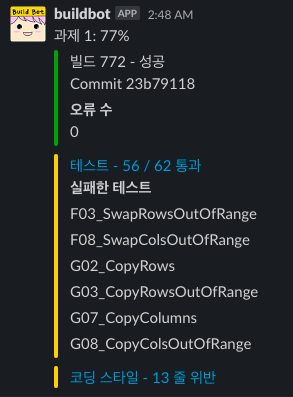 Build Bot
buildbot APP 2:48 AM
과제 1: 77%
빌드 772 - 성공
Commit 23b79118
오류 수
0
테스트 - 56 / 62 통과
실패한 테스트
F03_SwapRowsOutOfRange
F08_SwapColsOutOfRange
G02_CopyRows
G03_CopyRowsOutOfRange
G07_CopyColumns
G08_CopyColsOutOfRange
코딩 스타일 - 13 줄 위반